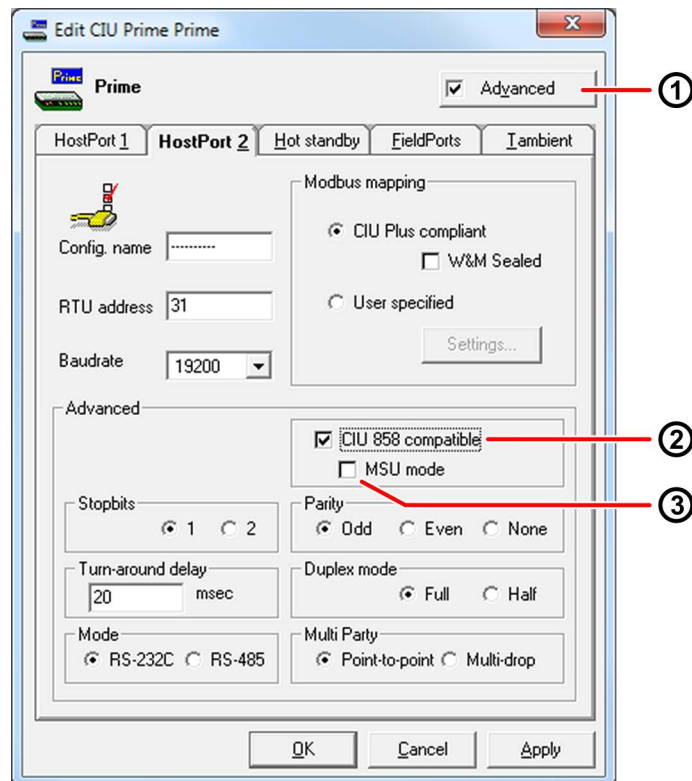 Edit CIU Prime Prime
Prime
Prime
Advanced
1
HostPort 1
HostPort 2
Hot standby
FieldPorts
Tambient
Modbus mapping
Config. name
---------
CIU Plus compliant
W&M Sealed
RTU address
31
User specified
Baudrate
19200
Settings...
Advanced
CIU 858 compatible
2
MSU mode
3
Stopbits
1
2
Parity
Odd
Even
None
Turn-around delay
20
msec
Duplex mode
Full
Half
Mode
RS-232C
RS-485
Multi Party
Point-to-point
Multi-drop
OK
Cancel
Apply